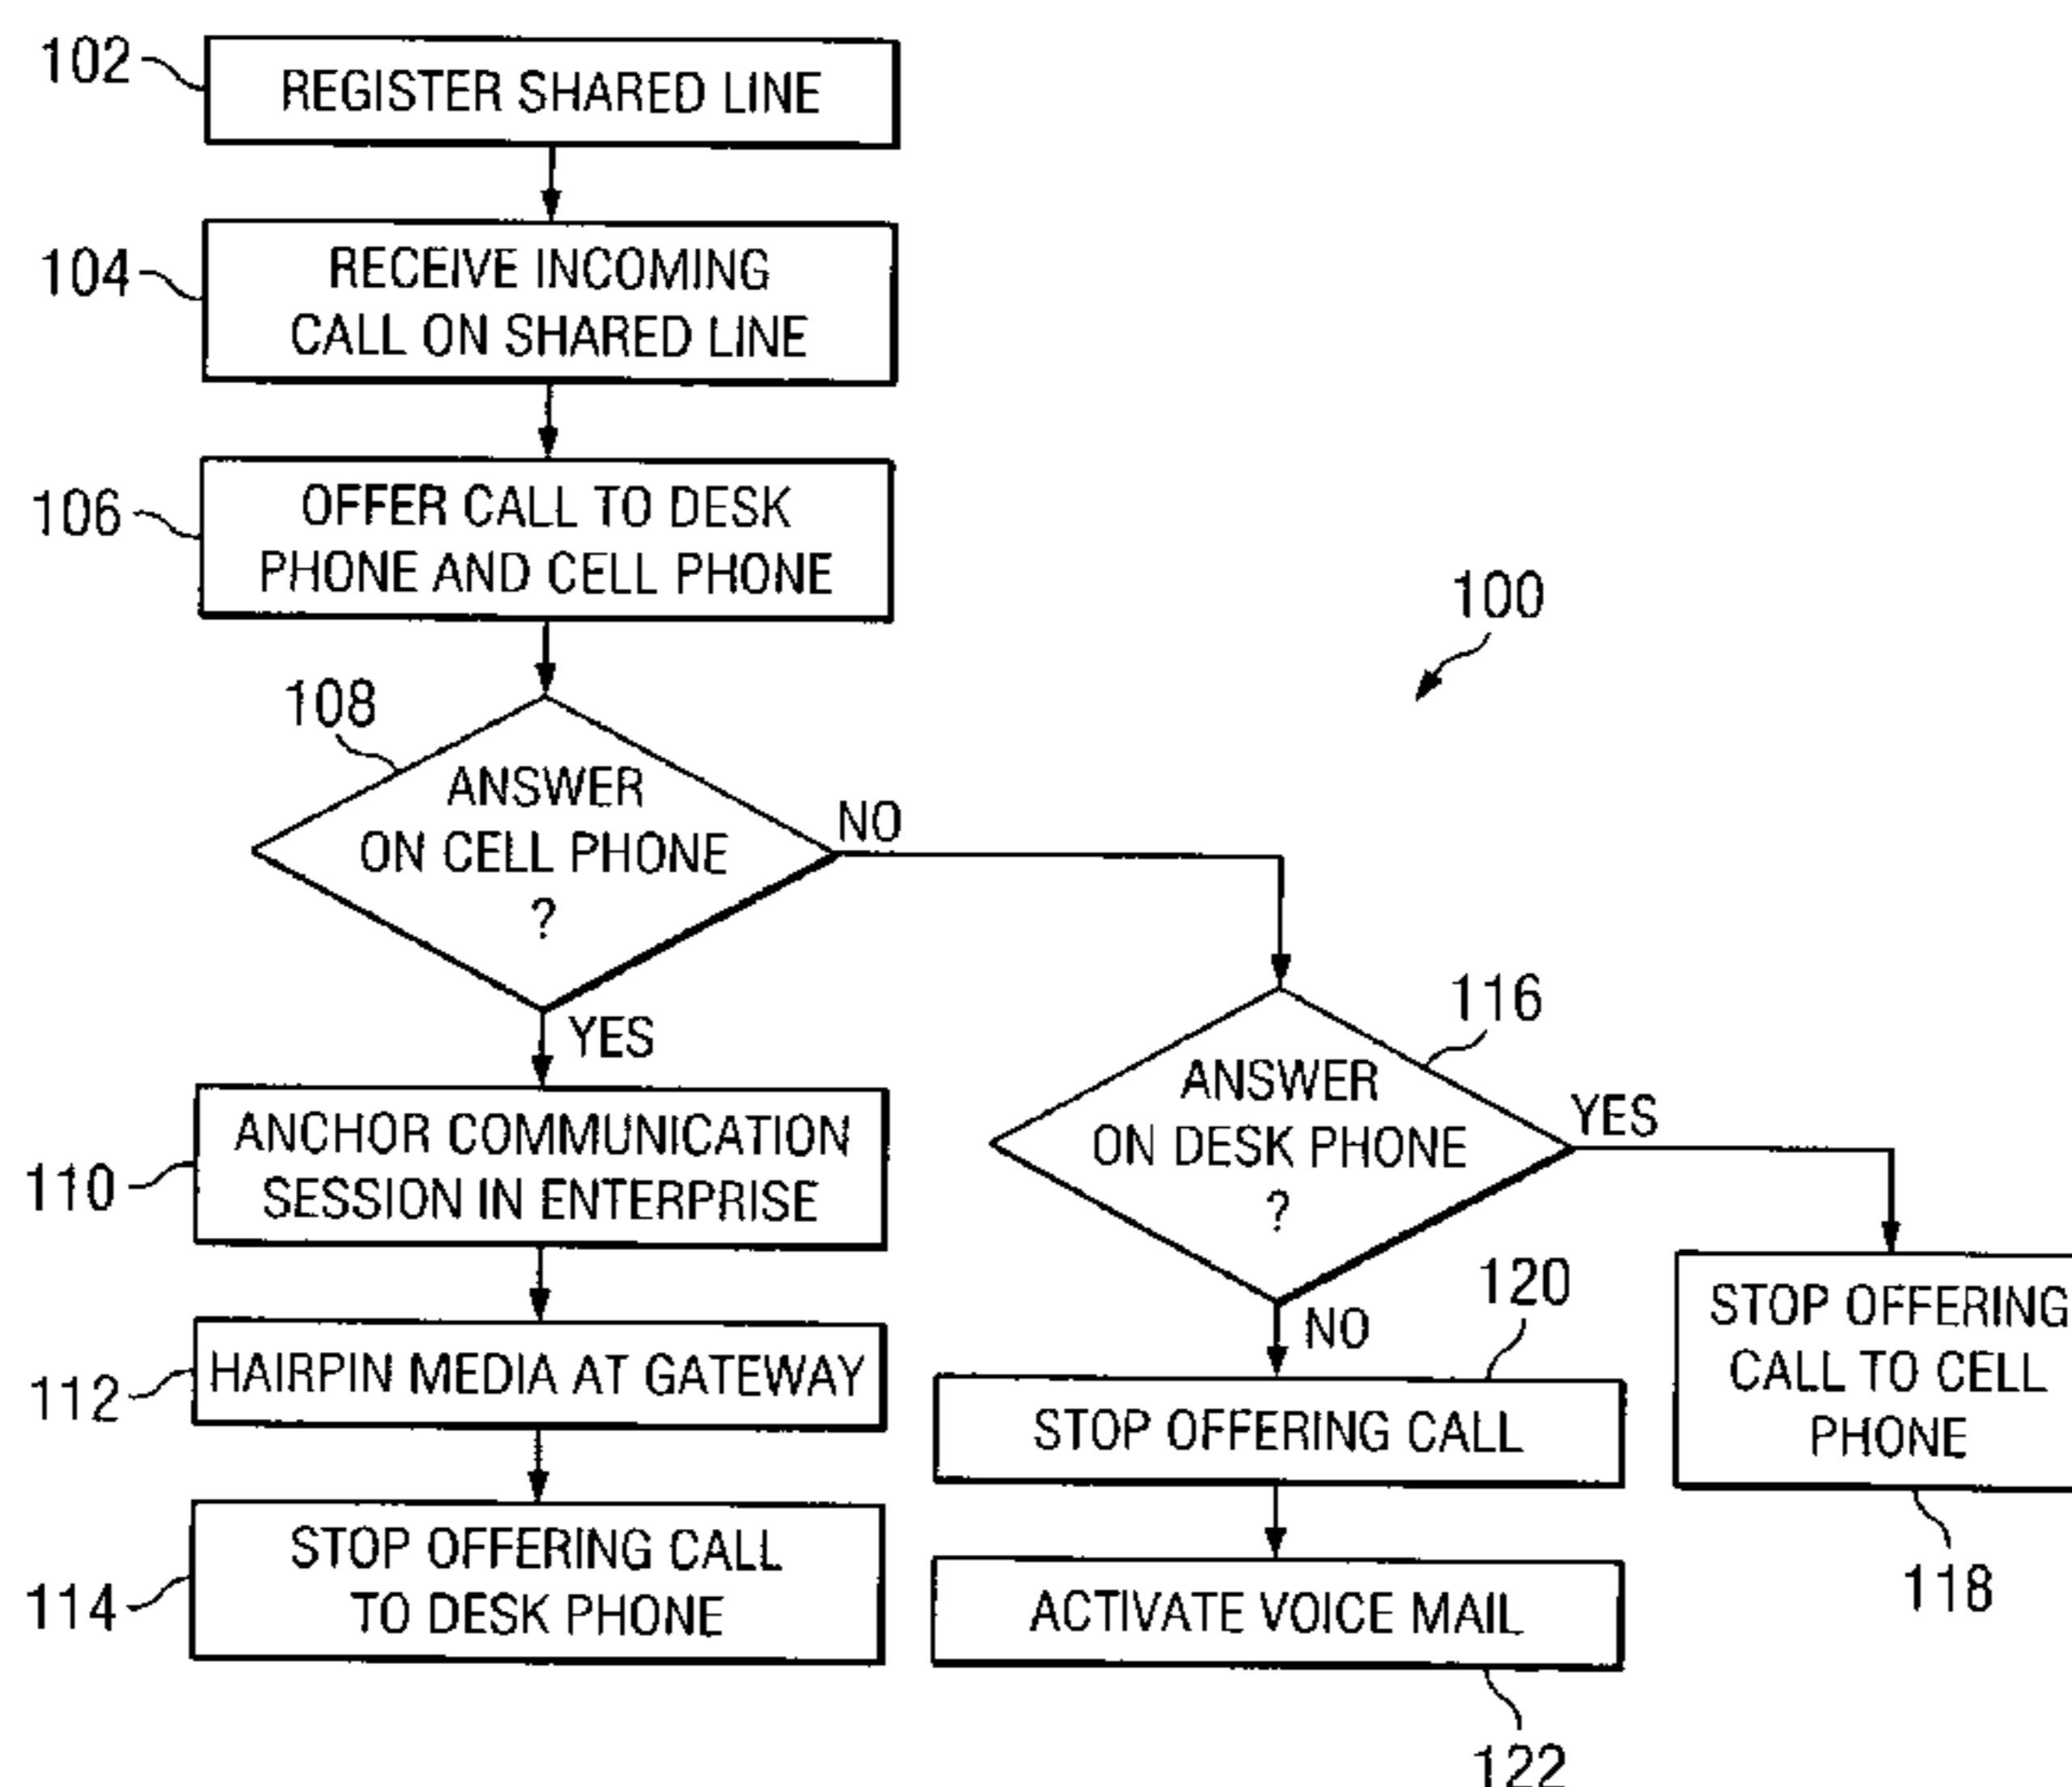 102
REGISTER SHARED LINE
104
RECEIVE INCOMING
CALL ON SHARED LINE
106
OFFER CALL TO DESK
PHONE AND CELL PHONE
100
108
ANSWER
ON CELL PHONE
?
NO
YES
116
ANSWER
ON DESK PHONE
?
YES
NO
110
ANCHOR COMMUNICATION
SESSION IN ENTERPRISE
112
HAIRPIN MEDIA AT GATEWAY
114
STOP OFFERING CALL
TO DESK PHONE
120
STOP OFFERING CALL
ACTIVATE VOICE MAIL
122
STOP OFFERING
CALL TO CELL
PHONE
118